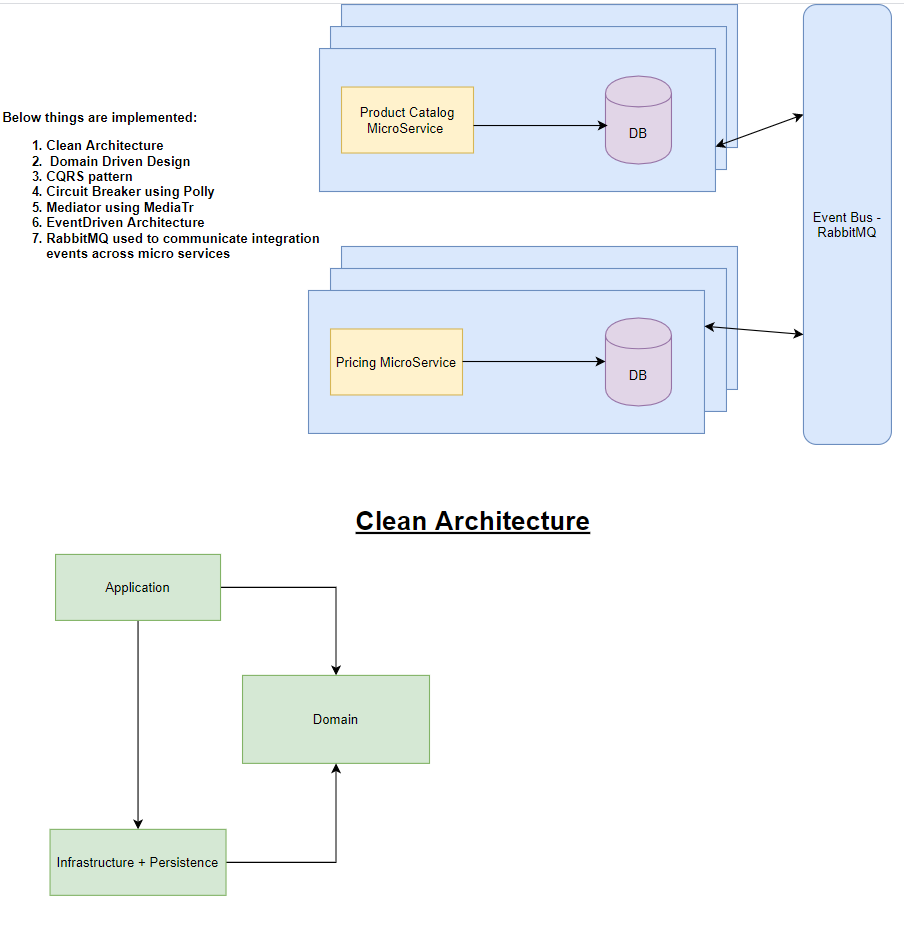 Below things are implemented:
1. Clean Architecture
2. Domain Driven Design
3. CQRS pattern
4. Circuit Breaker using Polly
5. Mediator using MediaTr
6. EventDriven Architecture
7. RabbitMQ used to communicate integration
events across micro services
Product Catalog
MicroService
DB
Event Bus -
RabbitMQ
Pricing MicroService
DB
Clean Architecture
Application
Domain
Infrastructure + Persistence